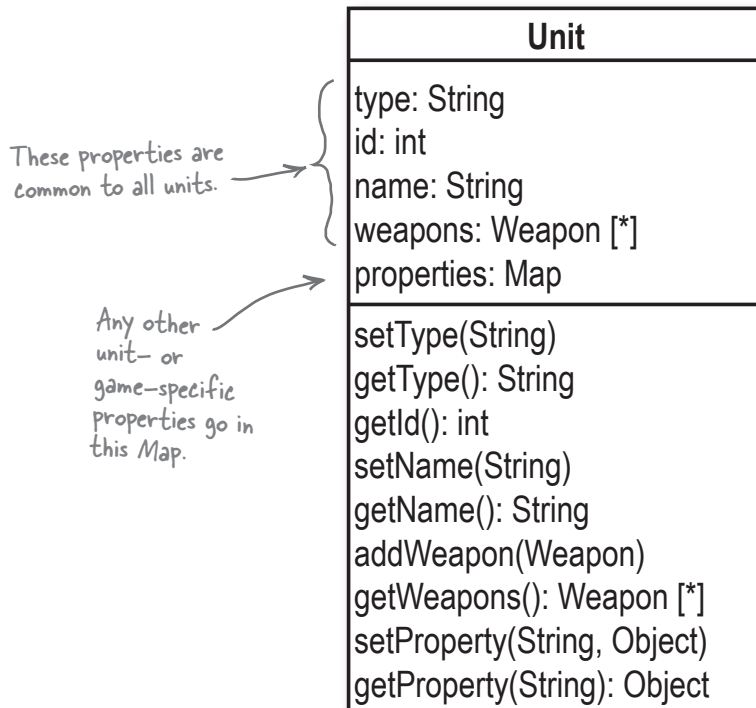 Unit
type: String
id: int
name: String
weapons: Weapon [*]
properties: Map
These properties are
common to all units.
Any other
unit– or
game–specific
properties go in
this Map.
setType(String)
getType(): String
getId(): int
setName(String)
getName(): String
addWeapon(Weapon)
getWeapons(): Weapon [*]
setProperty(String, Object)
getProperty(String): Object